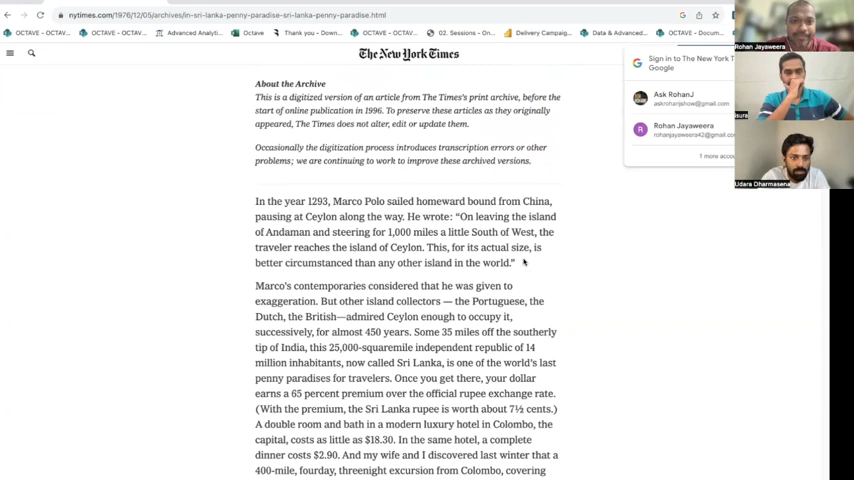 nytimes.com/1976/12/05/archives/in-sri-lanka-penny-paradise-sri-lanka-penny-paradise.html
OCTAVE - OCTAV...
OCTAVE - OCTAV...
Advanced Analyti...
Octave
Thank you - Down...
OCTAVE - OCTAV...
02. Sessions - On...
Delivery Campaig...
Data & Advanced...
OCTAVE - Docum...
The New York Times
Sign in to The New York T
Google
Ask RohanJ
askrohanjshow@gmail.com
R
Rohan Jayaweera
rohanjayaweera42@gmail.com
1 more accou
Rohan Jayaweera
isura
Udara Dharmasena
About the Archive
This is a digitized version of an article from The Times's print archive, before the
start of online publication in 1996. To preserve these articles as they originally
appeared, The Times does not alter, edit or update them.
Occasionally the digitization process introduces transcription errors or other
problems; we are continuing to work to improve these archived versions.
In the year 1293, Marco Polo sailed homeward bound from China,
pausing at Ceylon along the way. He wrote: “On leaving the island
of Andaman and steering for 1,000 miles a little South of West, the
traveler reaches the island of Ceylon. This, for its actual size, is
better circumstanced than any other island in the world.”
Marco's contemporaries considered that he was given to
exaggeration. But other island collectors — the Portuguese, the
Dutch, the British—admired Ceylon enough to occupy it,
successively, for almost 450 years. Some 35 miles off the southerly
tip of India, this 25,000-squaremile independent republic of 14
million inhabitants, now called Sri Lanka, is one of the world's last
penny paradises for travelers. Once you get there, your dollar
earns a 65 percent premium over the official rupee exchange rate.
(With the premium, the Sri Lanka rupee is worth about 7½ cents.)
A double room and bath in a modern luxury hotel in Colombo, the
capital, costs as little as $18.30. In the same hotel, a complete
dinner costs $2.90. And my wife and I discovered last winter that a
400-mile, fourday, threenight excursion from Colombo, covering